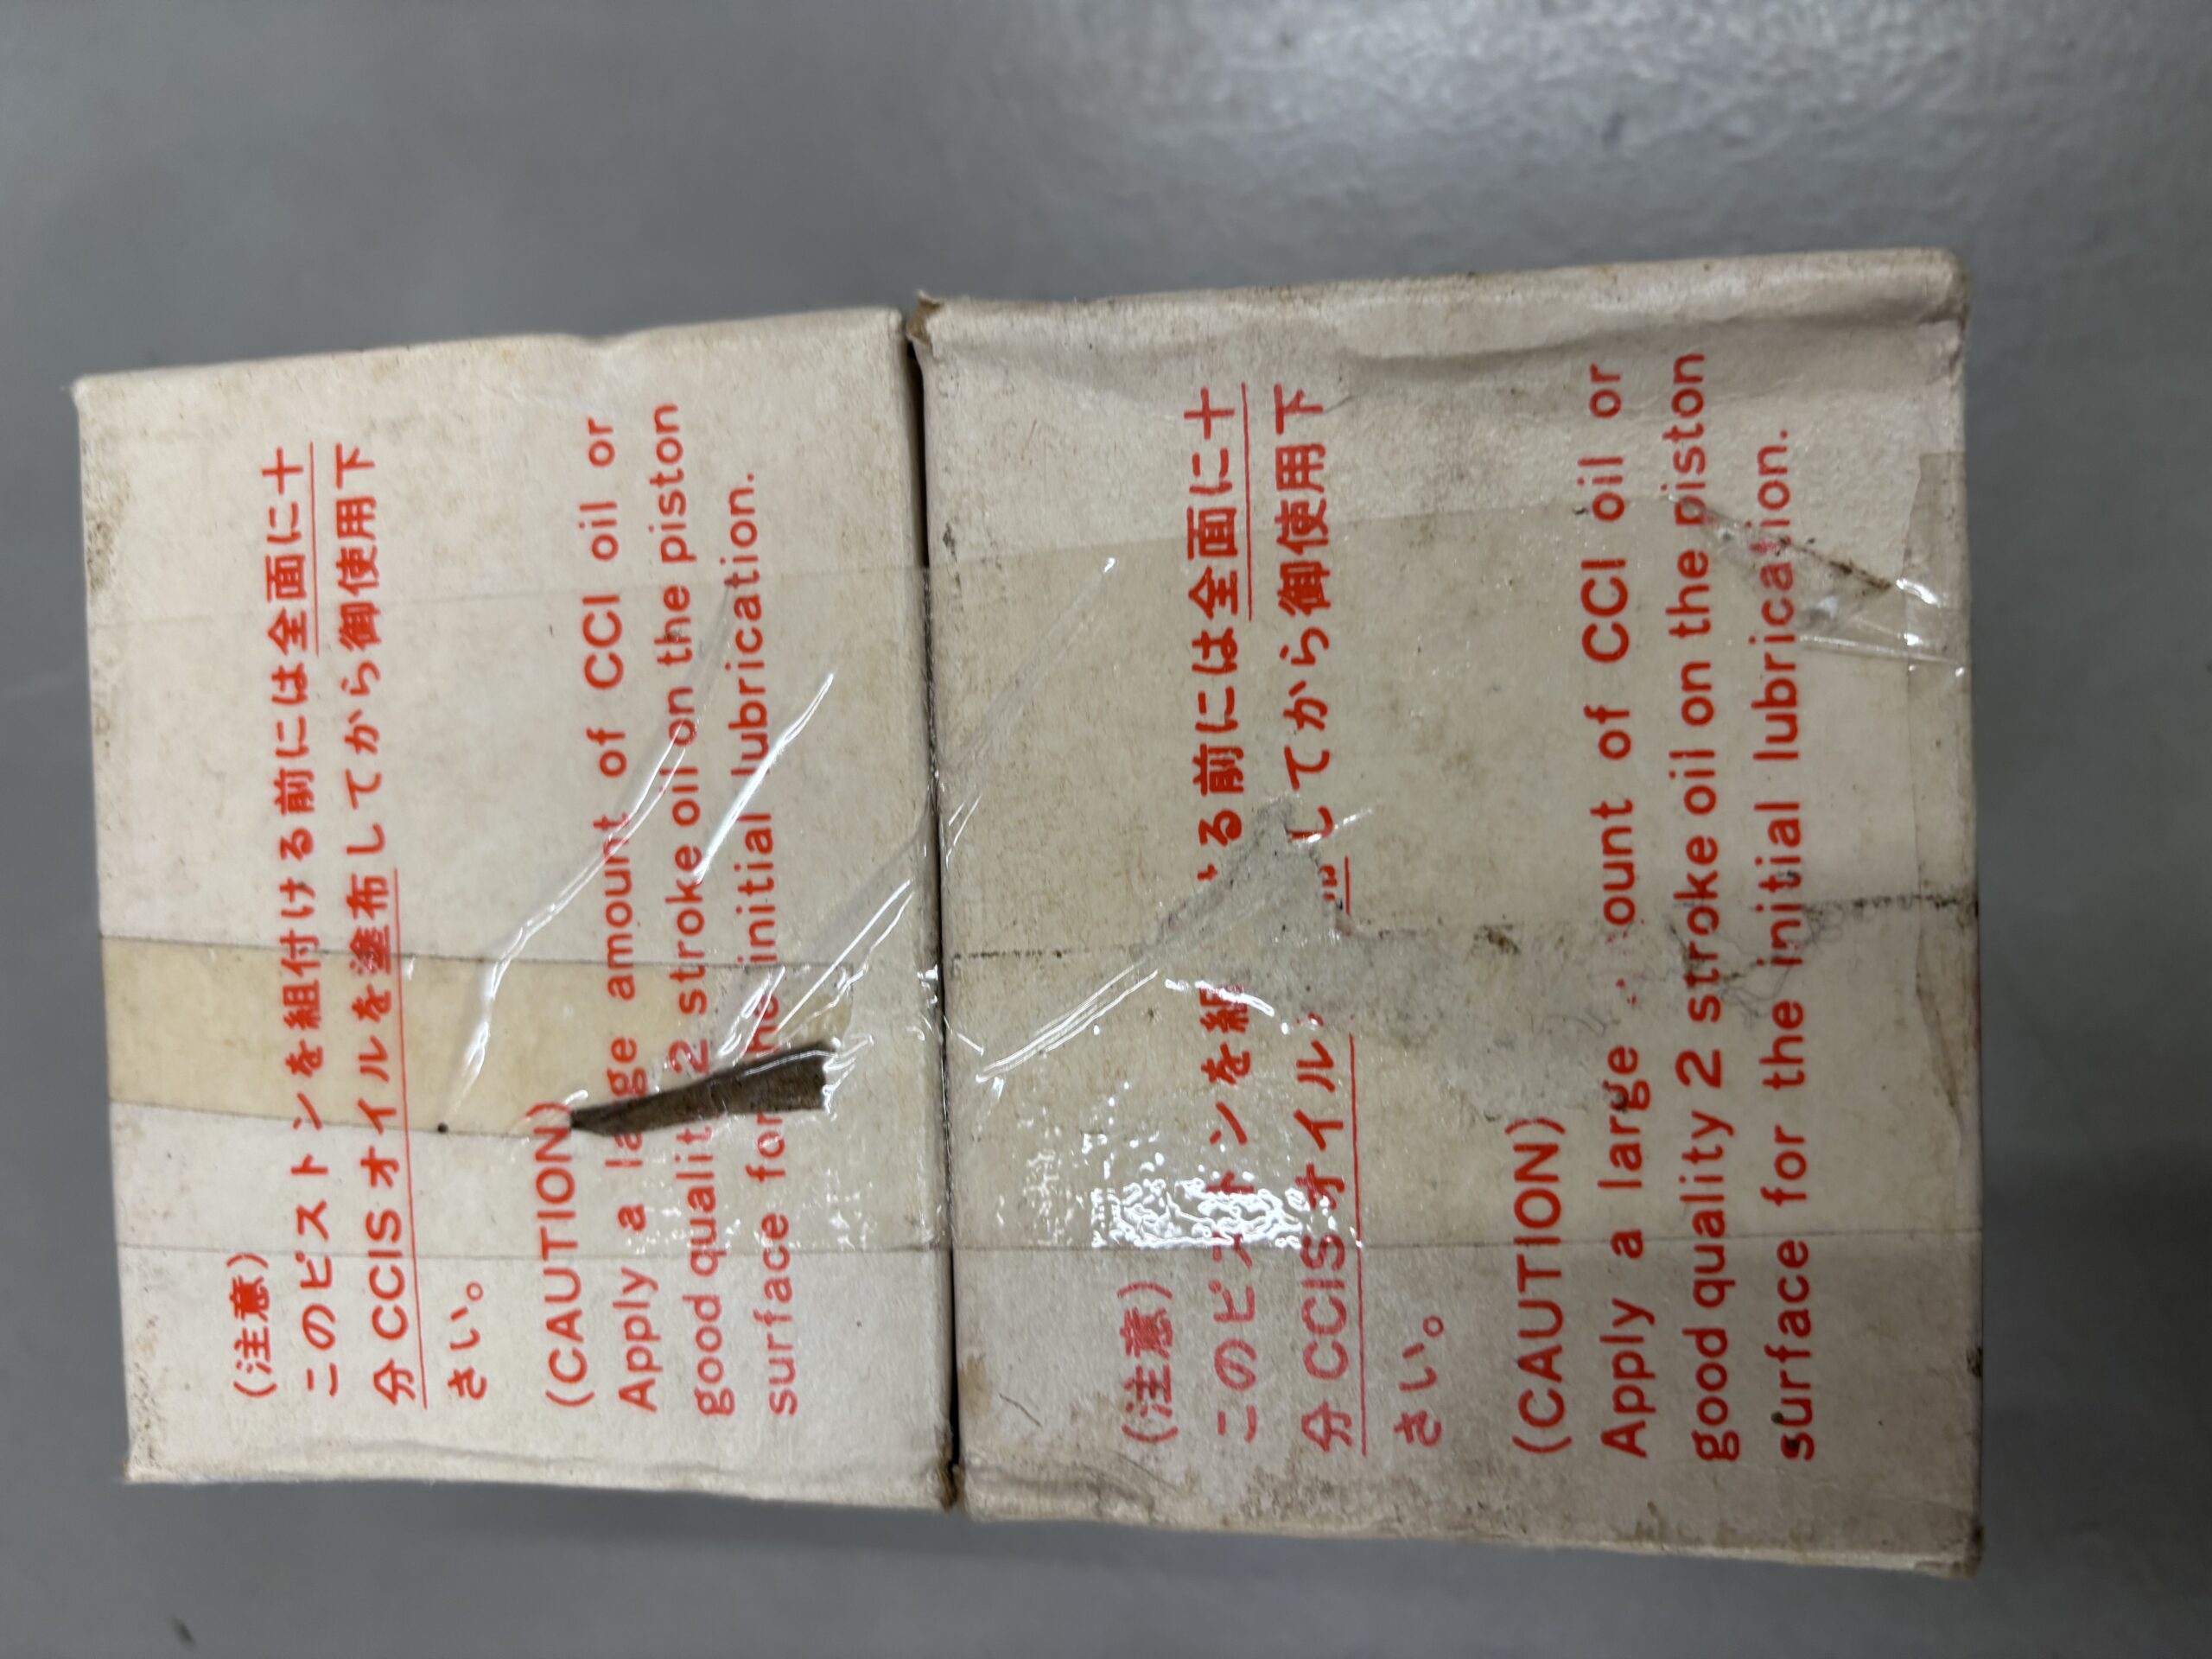 (注意)
このピストンを組付ける前には全面に十
分CCISオイルを塗布してから御使用下
さい。
(CAUTION)
Apply a large amount of CCI oil or
good quality 2 stroke oil on the piston
surface for the initial lubrication.
(注意)
このピストンを組 る前には全面に十
分CCISオイル してから御使用下
さい。
(CAUTION)
Apply a large ount of CCI oil or
good quality 2 stroke oil on the piston
surface for the initial lubrication.